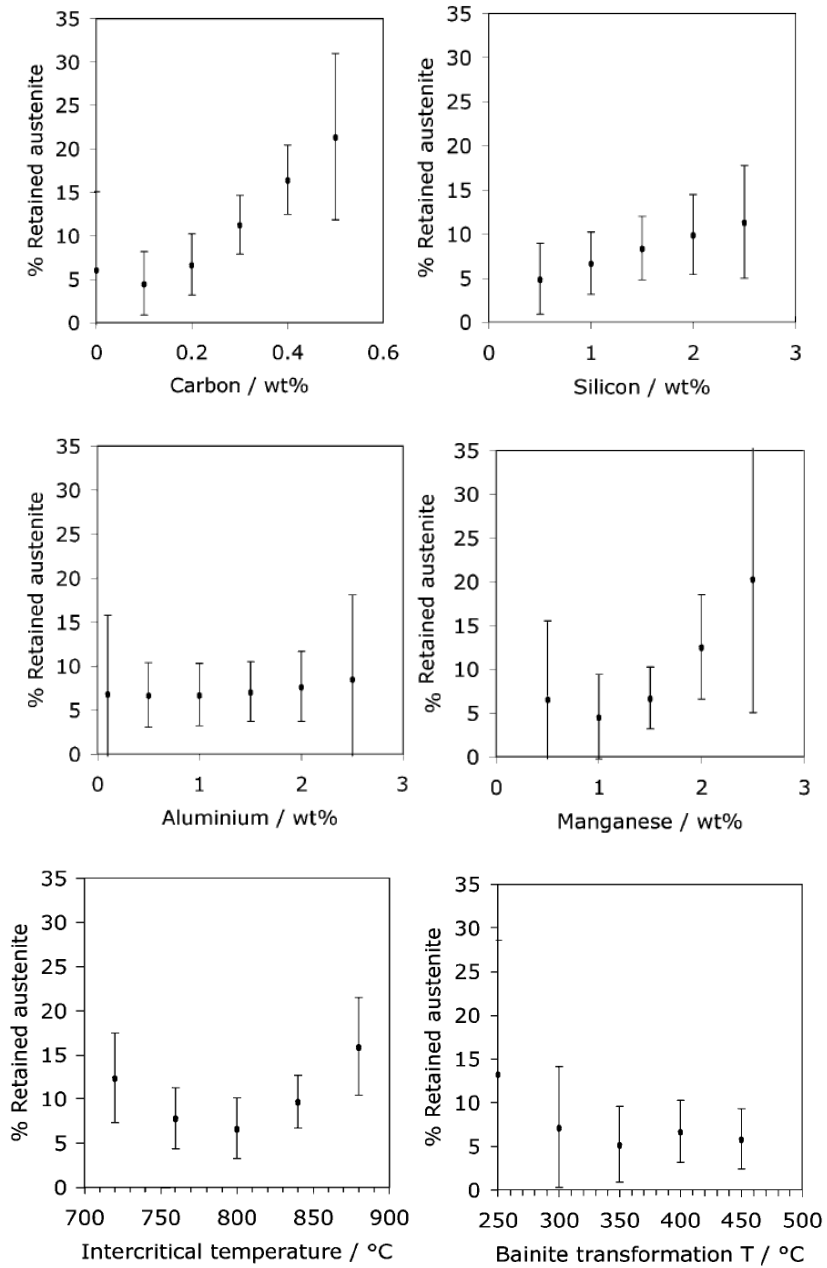 % Retained austenite
35
30
25
20
15
10
5
0
0 0.2 0.4 0.6
Carbon / wt%
% Retained austenite
35
30
25
20
15
10
5
0
0 1 2 3
Silicon / wt%
% Retained austenite
35
30
25
20
15
10
5
0
0 1 2 3
Aluminium / wt%
% Retained austenite
35
30
25
20
15
10
5
0
0 1 2 3
Manganese / wt%
% Retained austenite
35
30
25
20
15
10
5
0
700 750 800 850 900
Intercritical temperature / °C
% Retained austenite
35
30
25
20
15
10
5
0
250 300 350 400 450 500
Bainite transformation T / °C